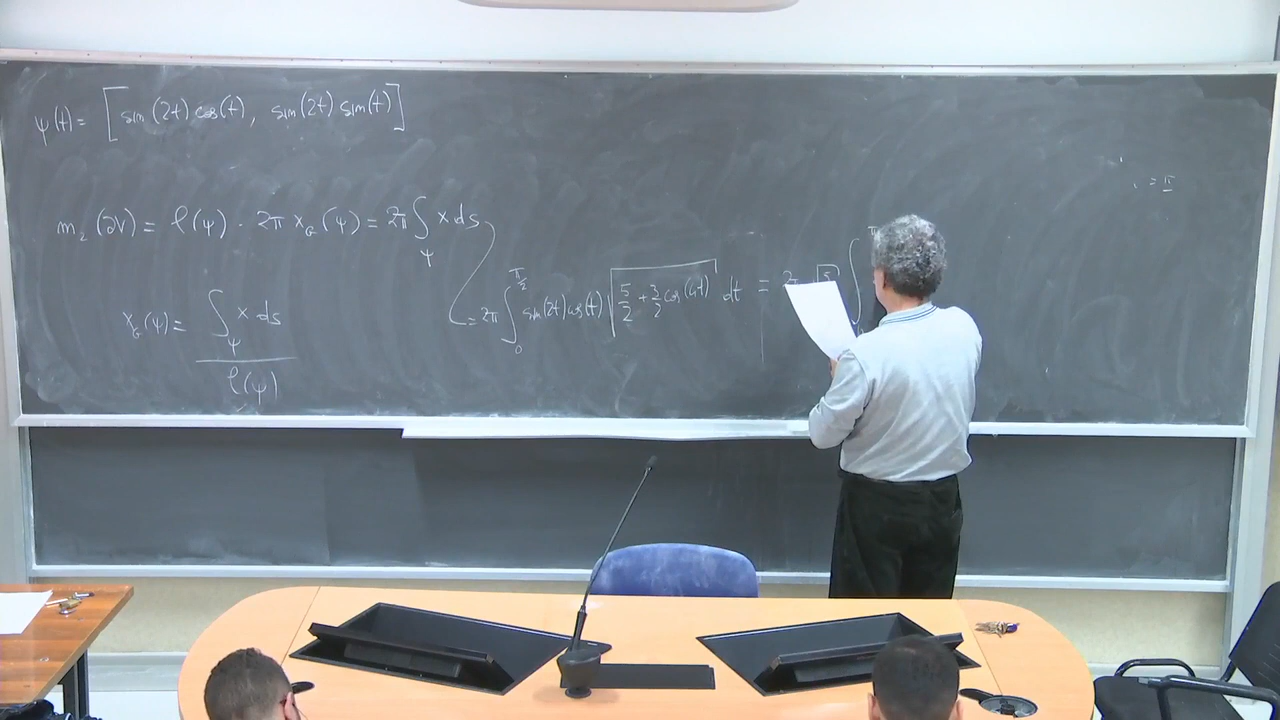 ψ(t) = [sin(2t)cos(t), sin(2t)sin(t)]
m₂(∂V) = ℓ(ψ) · 2π x_G(ψ) = 2π ∫_ψ x ds
= 2π ∫_0^{π/2} sin(2t)cos(t) √(5/2 + 3/2 cos(4t)) dt =
x_G(ψ) = ∫_ψ x ds / ℓ(ψ)